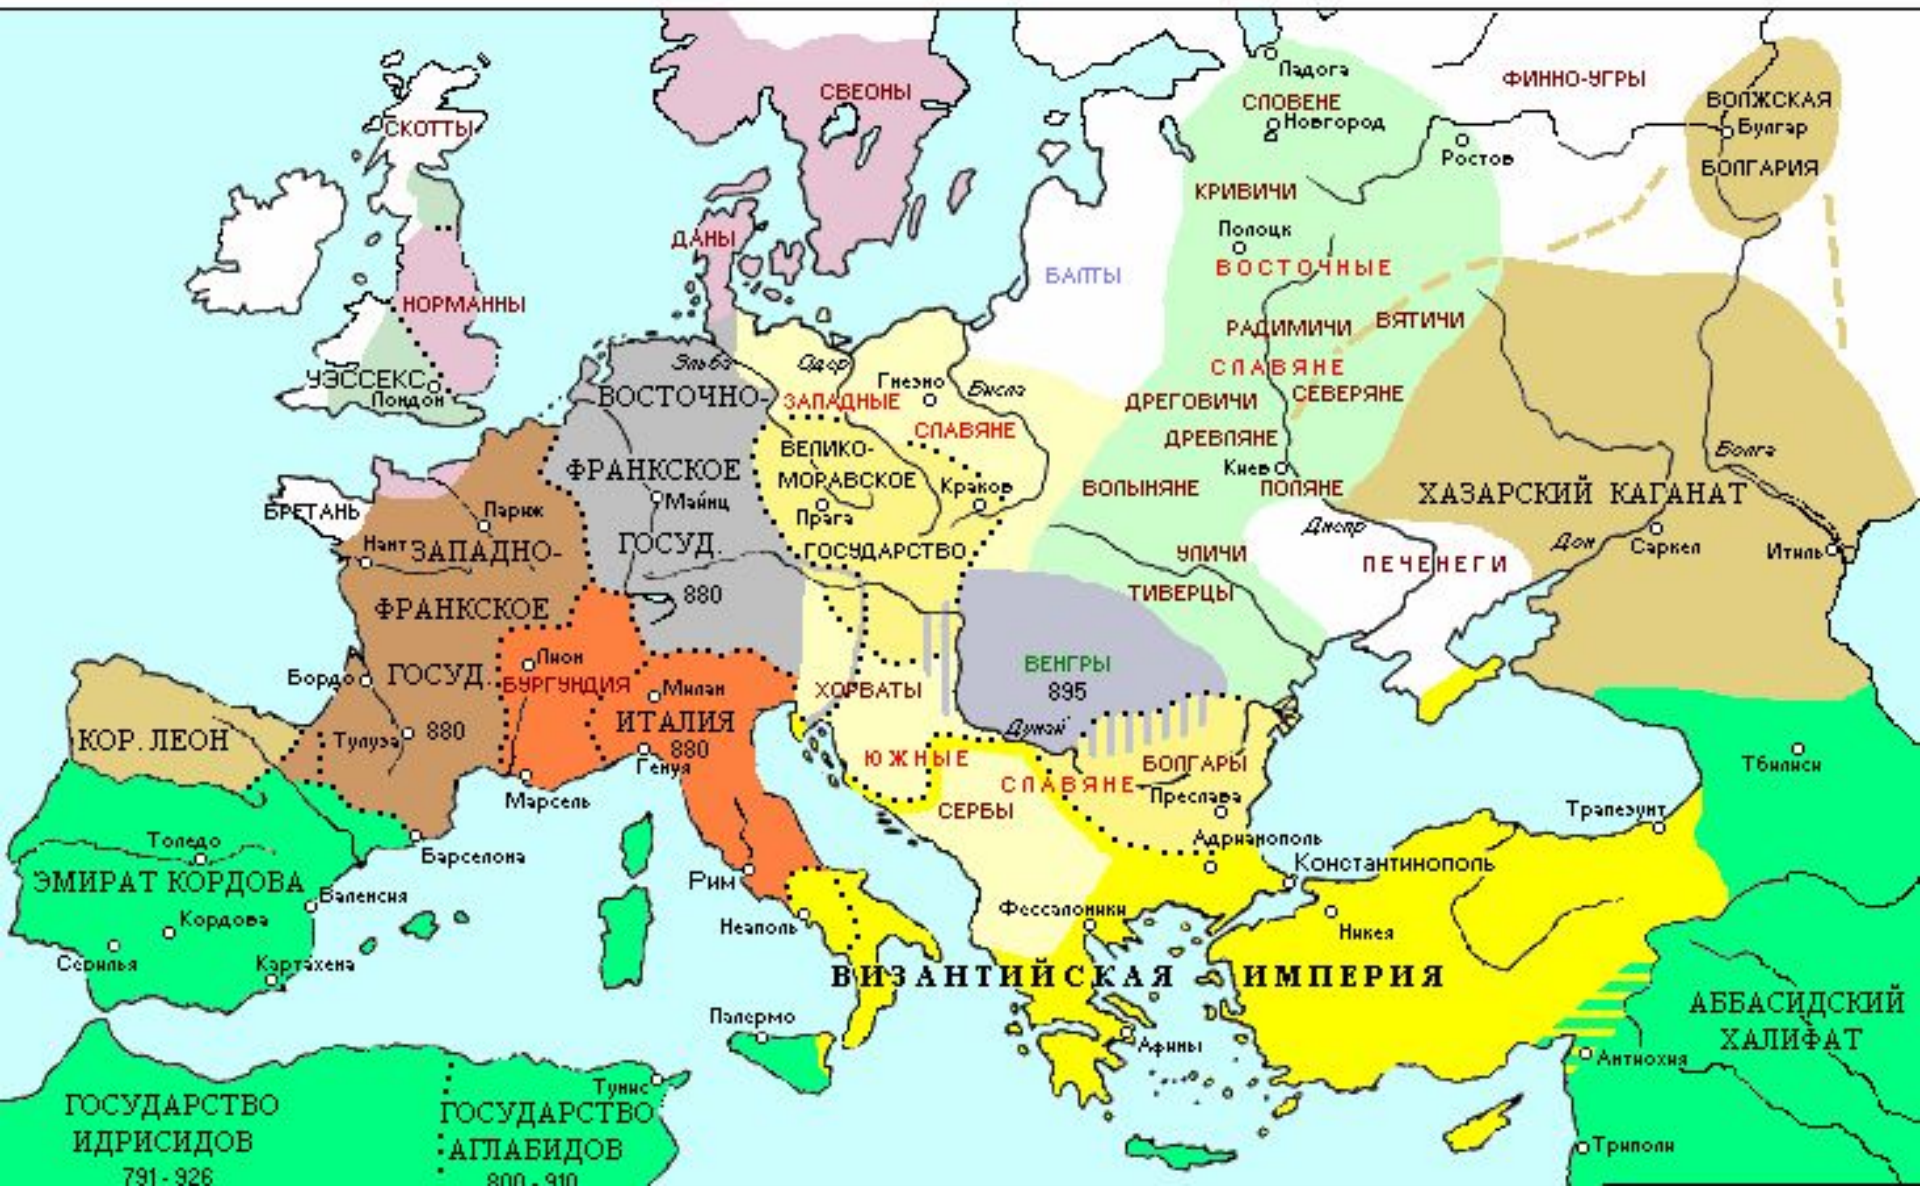 Ладога
ФИННО-УГРЫ
СВЕОНЫ
СЛОВЕНЕ
ВОЛЖСКАЯ
СКОТТЫ
Новгород
Булгар
Ростов
БОЛГАРИЯ
КРИВИЧИ
Полоцк
ДАНЫ
БАЛТЫ
ВОСТОЧНЫЕ
НОРМАННЫ
РАДИМИЧИ
ВЯТИЧИ
Эльба
Одер
СЛАВЯНЕ
УЭССЕКС
Лондон
ВОСТОЧНО-
Гнезно
Висла
ЗАПАДНЫЕ
СЕВЕРЯНЕ
ДРЕГОВИЧИ
СЛАВЯНЕ
ДРЕВЛЯНЕ
ВЕЛИКО-
Волга
ФРАНКСКОЕ
МОРАВСКОЕ
Киев
Краков
ВОЛЫНЯНЕ
ПОЛЯНЕ
ХАЗАРСКИЙ КАГАНАТ
Майнц
БРЕТАНЬ
Париж
Прага
Днепр
ГОСУД.
Нант
ЗАПАДНО-
ГОСУДАРСТВО
УЛИЧИ
ПЕЧЕНЕГИ
Дон
Саркел
Итиль
880
ТИВЕРЦЫ
ФРАНКСКОЕ
Лион
ВЕНГРЫ
Бордо
ГОСУД.
БУРГУНДИЯ
Милан
ХОРВАТЫ
895
ИТАЛИЯ
Дунай
КОР. ЛЕОН
Тулуза
880
880
Генуя
ЮЖНЫЕ
БОЛГАРЫ
Тбилиси
СЛАВЯНЕ
Марсель
СЕРБЫ
Преслава
Трапезунт
Толедо
Адрианополь
Барселона
Константинополь
ЭМИРАТ КОРДОВА
Рим
Валенсия
Фессалоники
Кордова
Неаполь
Никея
Севилья
Картахена
ВИЗАНТИЙСКАЯ ИМПЕРИЯ
АББАСИДСКИЙ
Палермо
ХАЛИФАТ
Афины
Антиохия
Тунис
ГОСУДАРСТВО
ИДРИСИДОВ
791 - 926
ГОСУДАРСТВО
АГЛАБИДОВ
800 - 910
Триполи